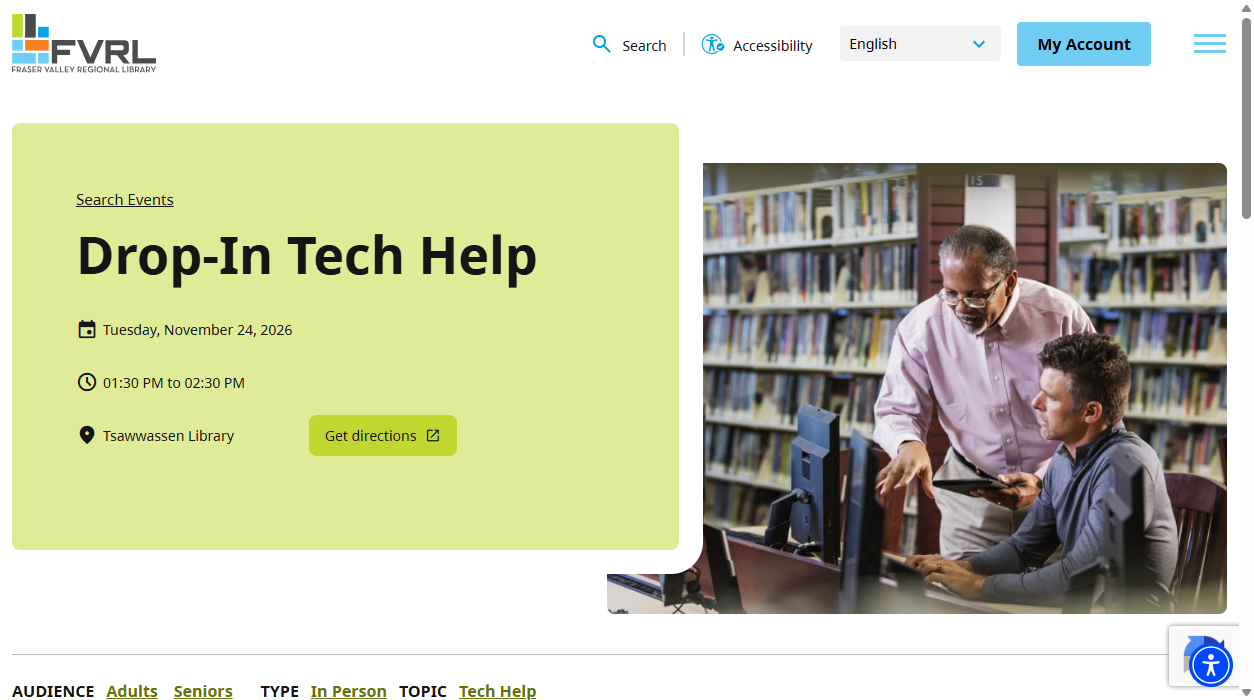 FVRL
FRASER VALLEY REGIONAL LIBRARY
Search
Accessibility
English
My Account
Search Events
Drop-In Tech Help
Tuesday, November 24, 2026
01:30 PM to 02:30 PM
Tsawwassen Library
Get directions
15
AUDIENCE Adults Seniors TYPE In Person TOPIC Tech Help